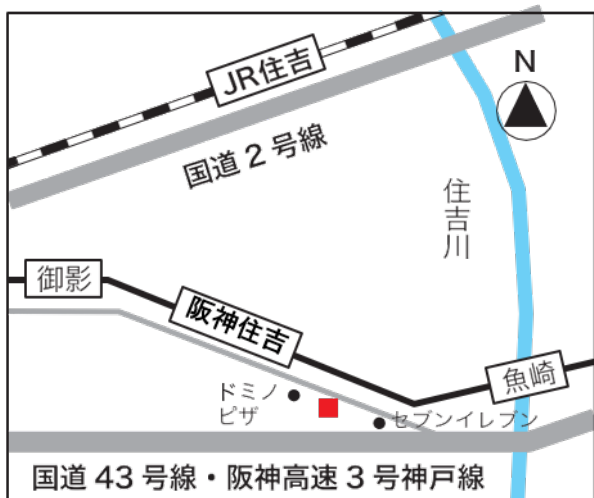 JR住吉
N
国道2号線
住吉川
御影
阪神住吉
魚崎
ドミノ
ピザ
セブンイレブン
国道43号線・阪神高速3号神戸線